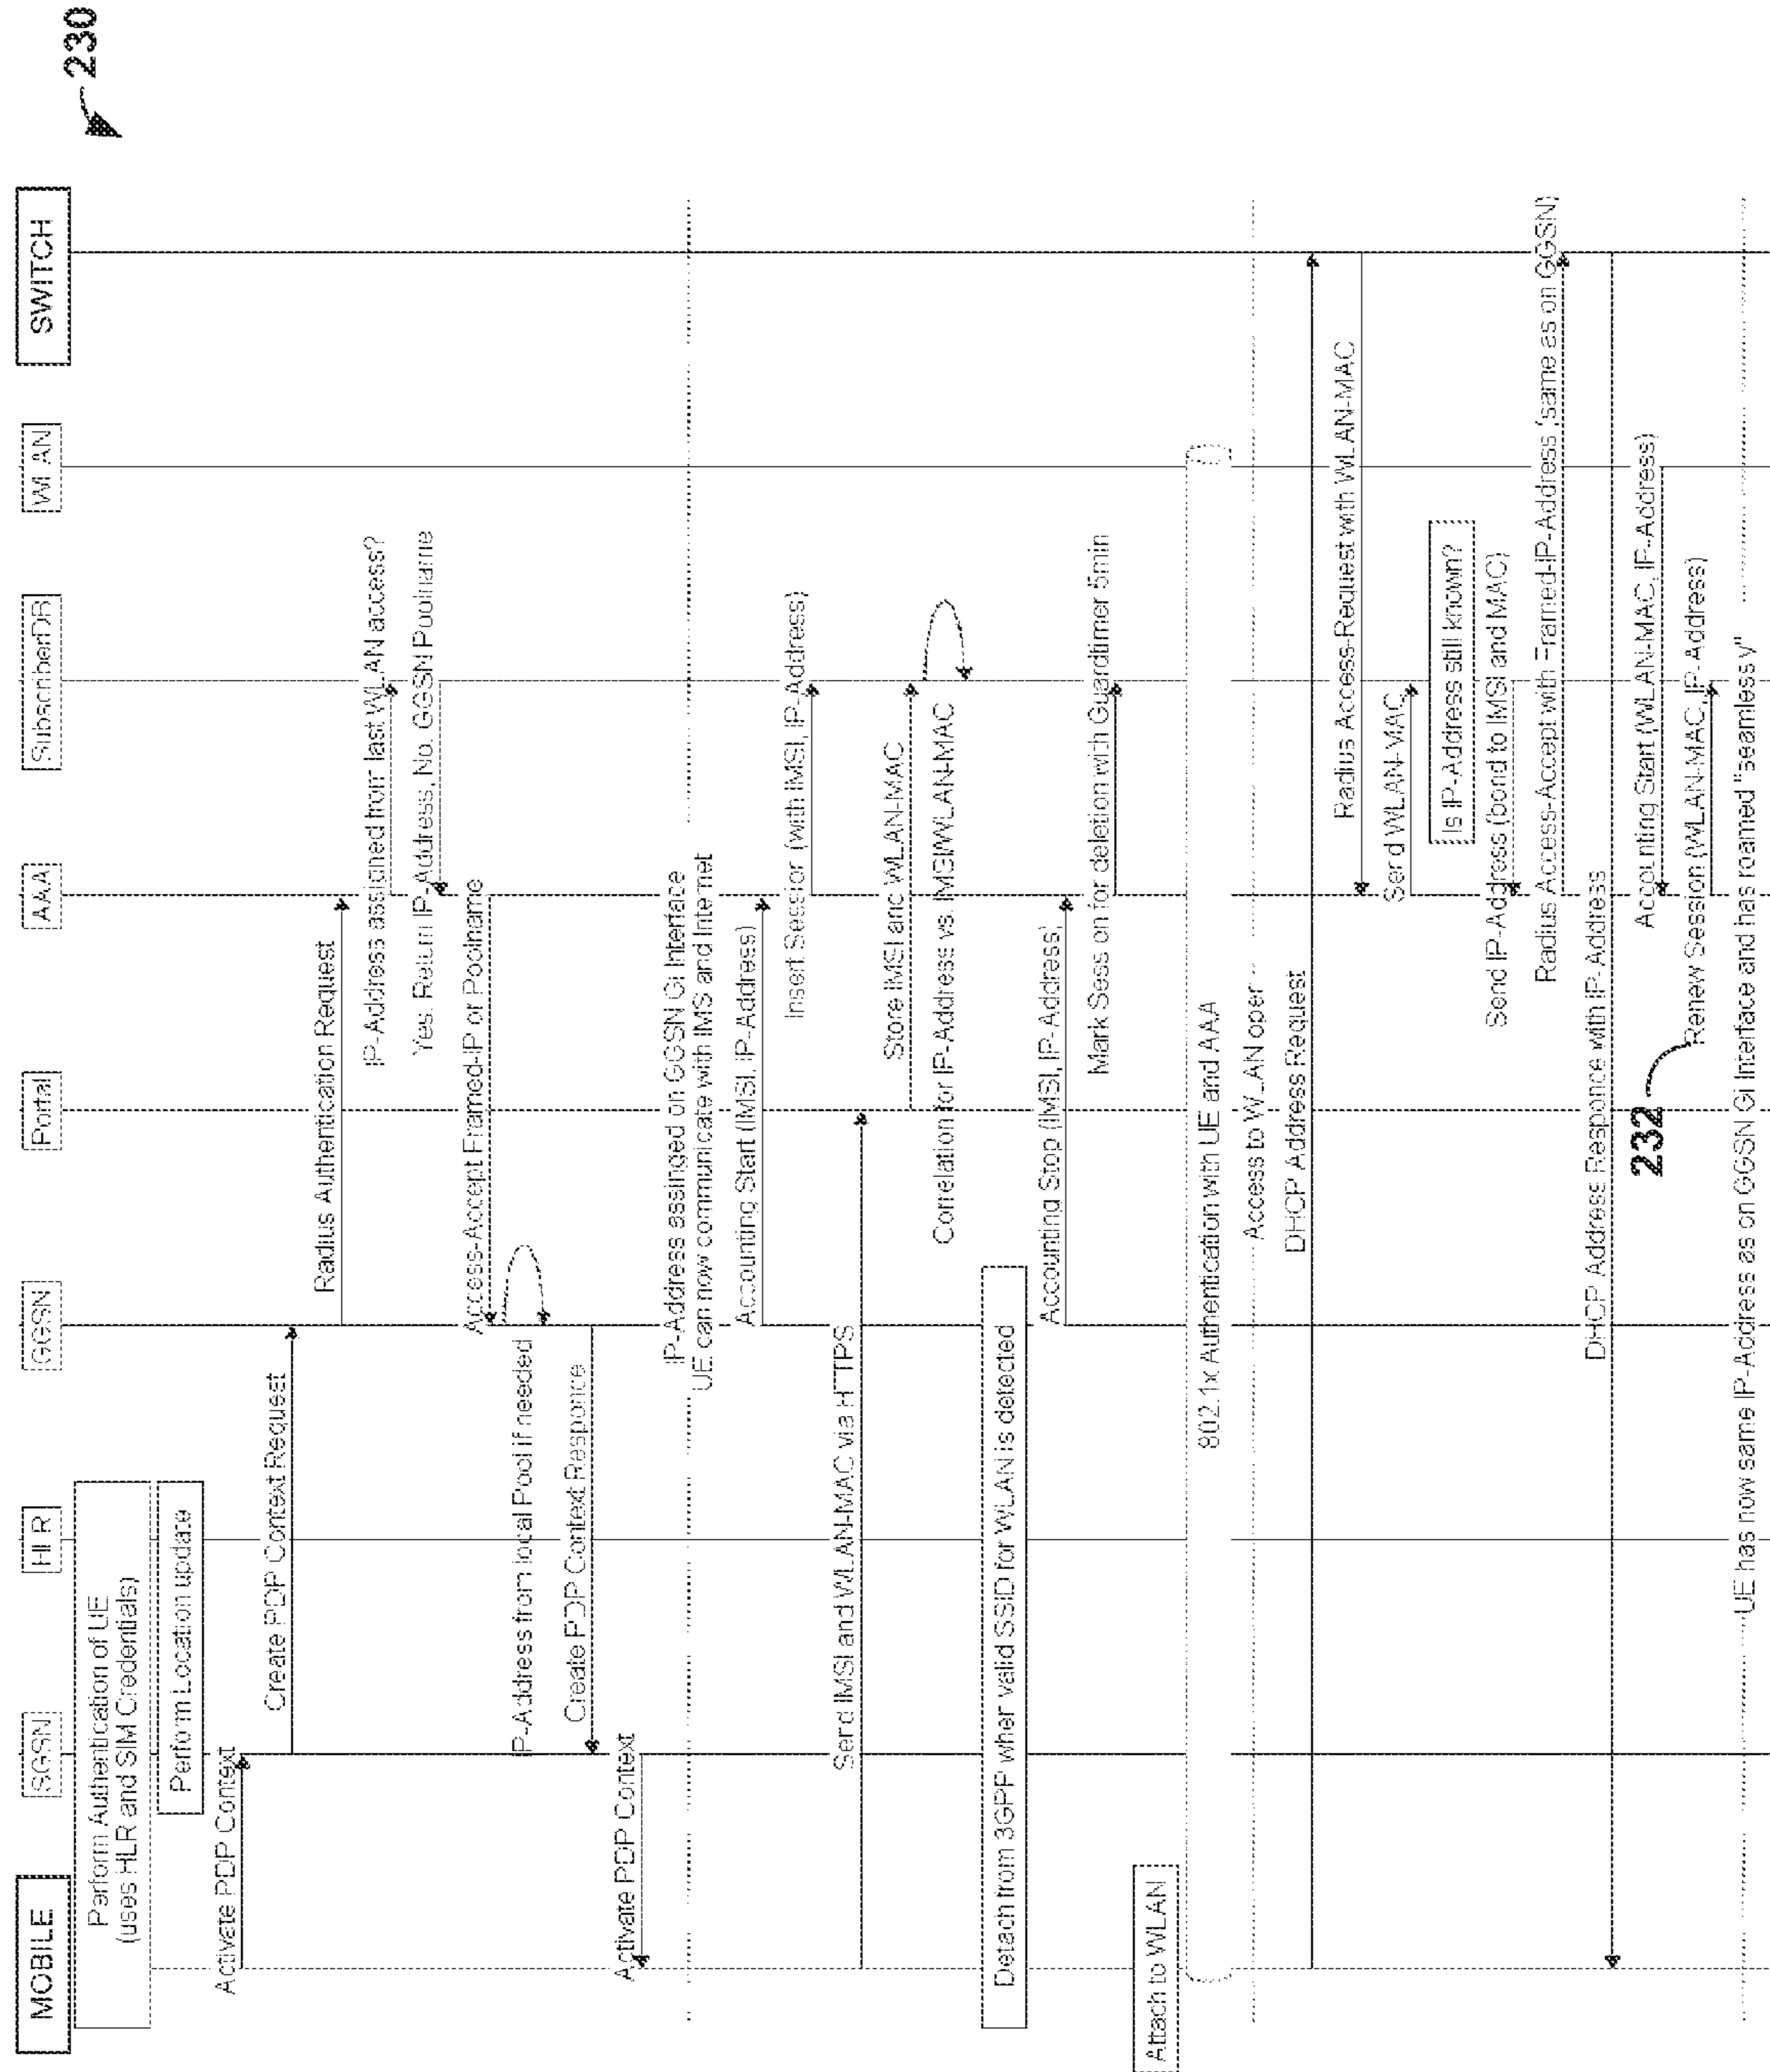 230
MOBILE
SGSN
HLR
GGSN
Portal
AAA
SubscriberDB
WLAN
SWITCH
Perform Authentication of UE
(uses HLR and SIM Credentials)
Perform Location update
Activate PDP Context
Create PDP Context Request
Radius Authentication Request
IP-Address assigned from last WLAN access?
Yes. Return IP-Address, No. GGSN Poolname
Access-Accept Framed-IP or Poolname
IP-Address from local Pool if needed
Create PDP Context Responce
Activate PDP Context
IP-Address assinged on GGSN Gi Interface
UE can now communicate with IMS and Internet
Accounting Start (IMSI, IP-Address)
Insert Session (with IMSI, IP-Address)
Send IMSI and WLAN-MAC via HTTPS
Store IMSI and WLAN-MAC
Correlation for IP-Address vs. IMSI/WLAN-MAC
Detach from 3GPP when valid SSID for WLAN is detected
Accounting Stop (IMSI, IP-Address)
Mark Session for deletion with Guardtimer 5min
Attach to WLAN
802.1x Authentication with UE and AAA
Access to WLAN open
DHCP Address Request
Radius Access-Request with WLAN-MAC
Send WLAN-MAC
Is IP-Address still known?
Send IP-Address (bond to IMSI and MAC)
Radius Access-Accept with Framed-IP-Address (same as on GGSN)
DHCP Address Responce with IP-Address
Accounting Start (WLAN-MAC, IP-Address)
232
Renew Session (WLAN-MAC, IP-Address)
UE has now same IP-Address as on GGSN Gi Interface and has roamed "seamlessy"